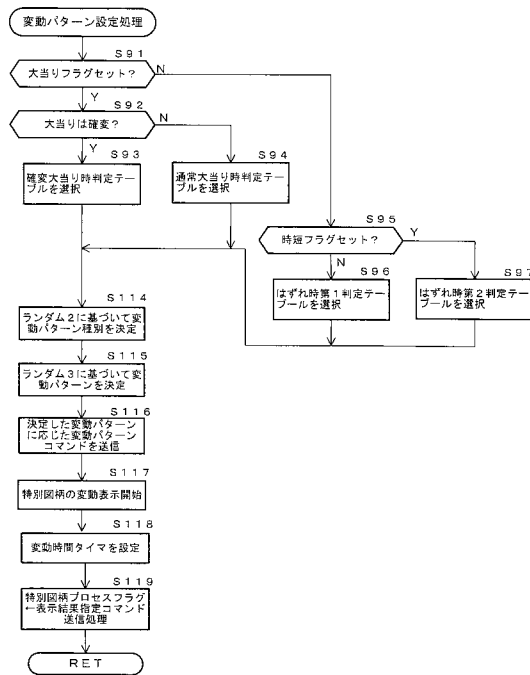 変動パターン設定処理
S91
大当りフラグセット?
N
Y
S92
大当りは確変?
N
Y
S93
確変大当り時判定テー
ブルを選択
S94
通常大当り時判定テー
ブルを選択
S95
時短フラグセット?
Y
N
S96
はずれ時第1判定テー
ブールを選択
S97
はずれ時第2判定テー
ブールを選択
S114
ランダム2に基づいて変
動パターン種別を決定
S115
ランダム3に基づいて変
動パターンを決定
S116
決定した変動パターン
に応じた変動パターン
コマンドを送信
S117
特別図柄の変動表示開始
S118
変動時間タイマを設定
S119
特別図柄プロセスフラグ
←表示結果指定コマンド
送信処理
RET